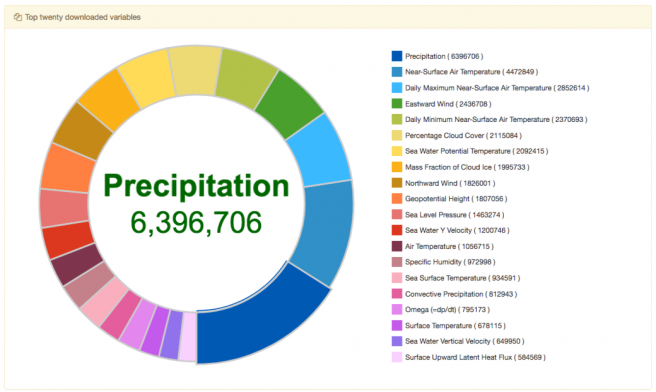 Top twenty downloaded variables
Precipitation
6,396,706
Precipitation ( 6396706 )
Near-Surface Air Temperature ( 4472849 )
Daily Maximum Near-Surface Air Temperature ( 2852614 )
Eastward Wind ( 2436708 )
Daily Minimum Near-Surface Air Temperature ( 2370693 )
Percentage Cloud Cover ( 2115084 )
Sea Water Potential Temperature ( 2092415 )
Mass Fraction of Cloud Ice ( 1995733 )
Northward Wind ( 1826001 )
Geopotential Height ( 1807056 )
Sea Level Pressure ( 1463274 )
Sea Water Y Velocity ( 1200746 )
Air Temperature ( 1056715 )
Specific Humidity ( 972998 )
Sea Surface Temperature ( 934591 )
Convective Precipitation ( 812943 )
Omega (=dp/dt) ( 795173 )
Surface Temperature ( 678115 )
Sea Water Vertical Velocity ( 649950 )
Surface Upward Latent Heat Flux ( 584569 )